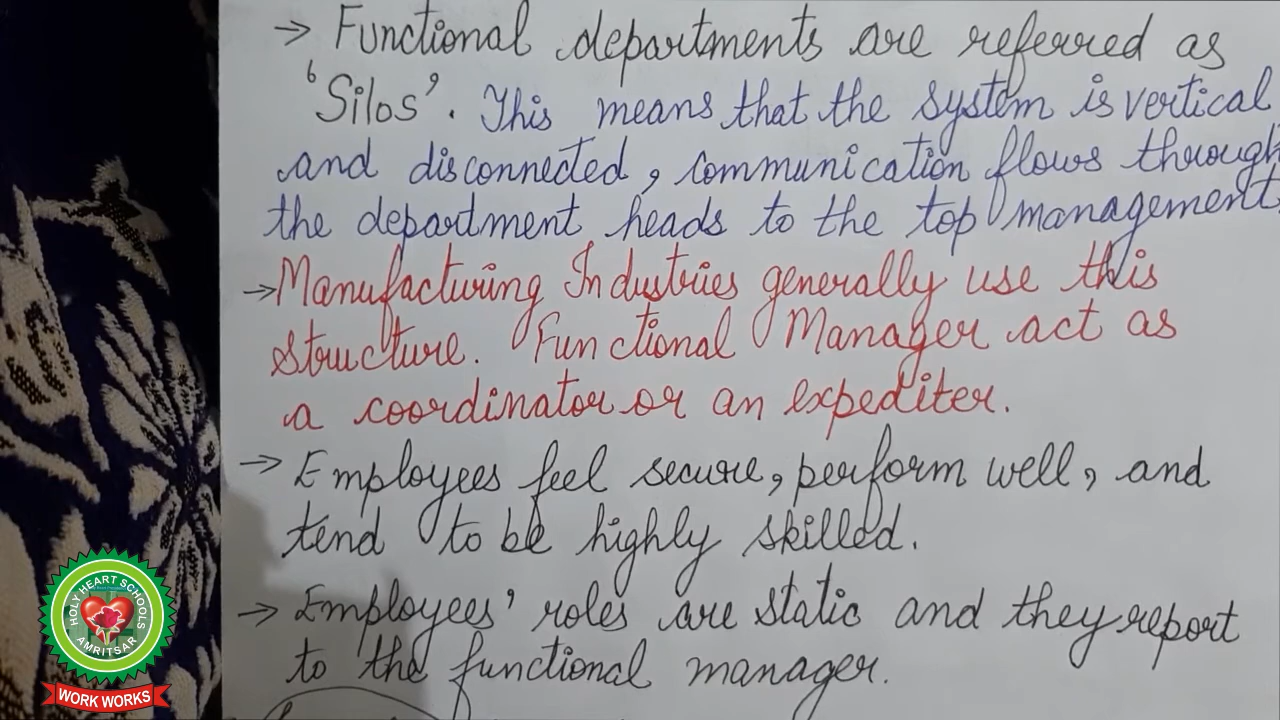 → Functional departments are referred as
'Silos'. This means that the system is vertical
and disconnected, communication flows through
the department heads to the top management.
→ Manufacturing Industries generally use this
structure. Functional Manager act as
a coordinator or an expediter.
→ Employees feel secure, perform well, and
tend to be highly skilled.
→ Employees' roles are static and they report
to the functional manager.
HOLY HEART SCHOOLS
AMRITSAR
WORK WORKS